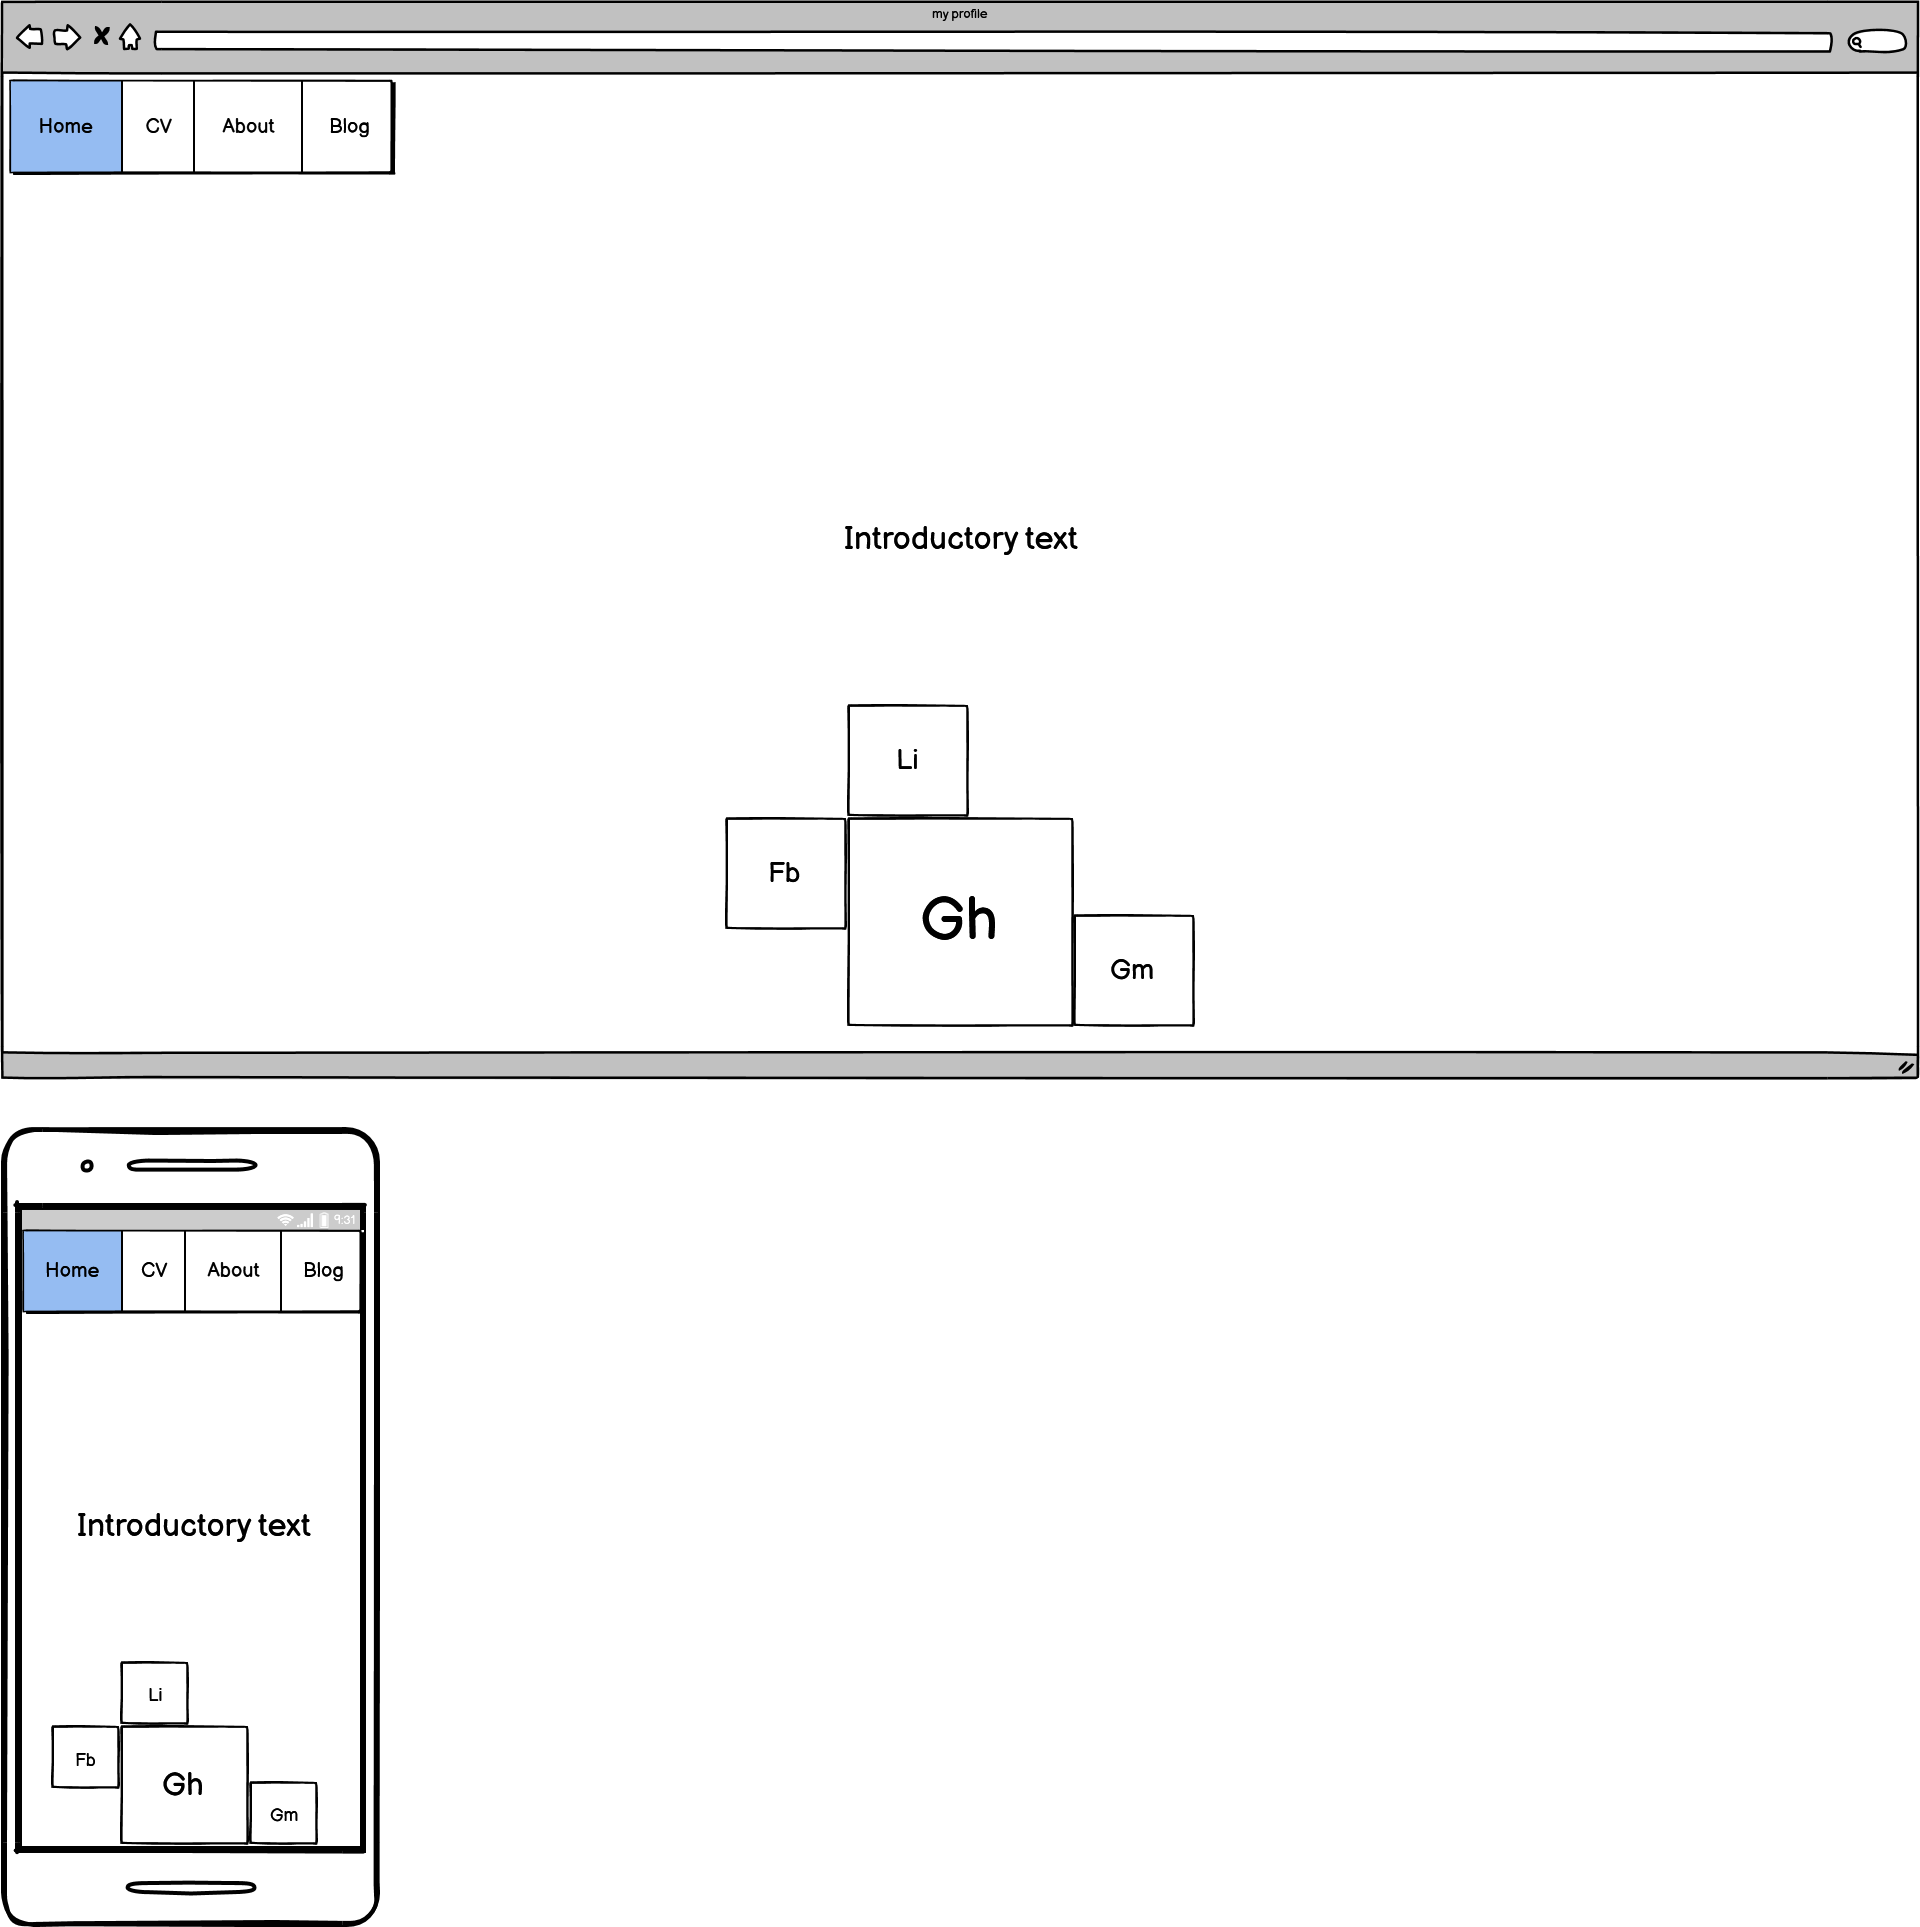 my profile
Home CV About Blog
Introductory text
Li
Fb
Gh
Gm
9:31
Home CV About Blog
Introductory text
Li
Fb
Gh
Gm